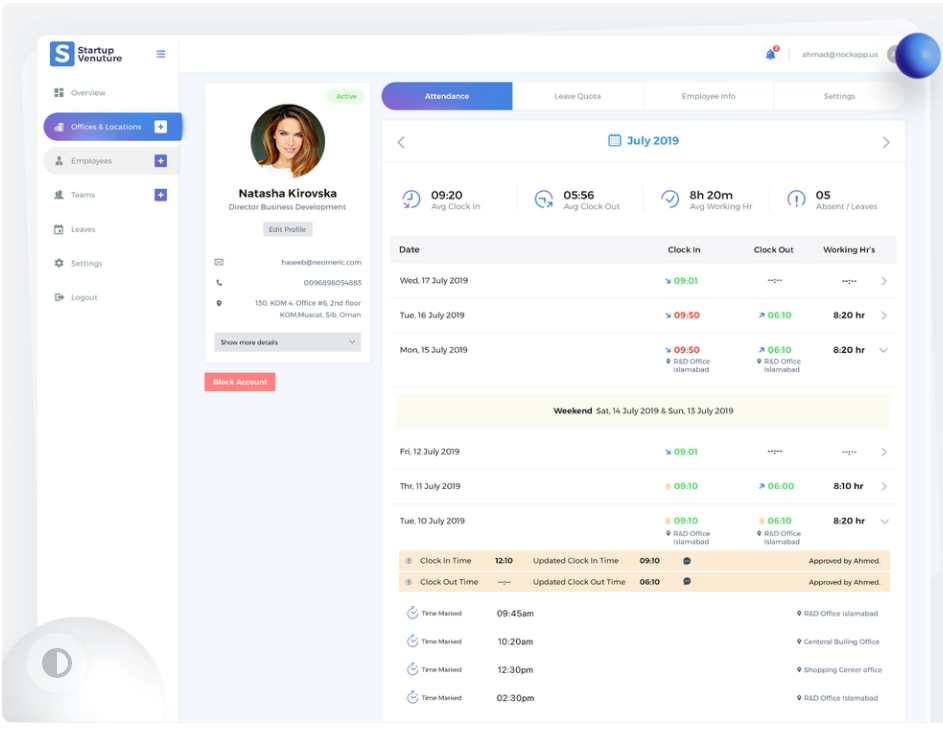 Startup
Venuture
2
ahmad@nockapp.us
Overview
Offices & Locations
Employees
Teams
Leaves
Settings
Logout
Active
Natasha Kirovska
Director Business Development
Edit Profile
haseeb@neomeric.com
0096898054883
130, KOM 4, Office #6, 2nd floor
KOM,Muscat, Sib, Oman
Show more details
Block Account
Attendance Leave Quota Employee Info Settings
July 2019
09:20 05:56 8h 20m 05
Avg Clock In Avg Clock Out Avg Working Hr Absent / Leaves
Date Clock In Clock Out Working Hr's
Wed, 17 July 2019 09:01 --:-- --:--
Tue, 16 July 2019 09:50 06:10 8:20 hr
Mon, 15 July 2019 09:50 06:10 8:20 hr
R&D Office R&D Office
Islamabad Islamabad
Weekend Sat, 14 July 2019 & Sun, 13 July 2019
Fri, 12 July 2019 09:01 --:-- --:--
Thr, 11 July 2019 09:10 06:00 8:10 hr
Tue, 10 July 2019 09:10 06:10 8:20 hr
R&D Office R&D Office
Islamabad Islamabad
Clock In Time 12:10 Updated Clock In Time 09:10 Approved by Ahmed.
Clock Out Time --:-- Updated Clock Out Time 06:10 Approved by Ahmed.
Time Marked 09:45am R&D Office Islamabad
Time Marked 10:20am Centeral Builing Office
Time Marked 12:30pm Shopping Center office
Time Marked 02:30pm R&D Office Islamabad